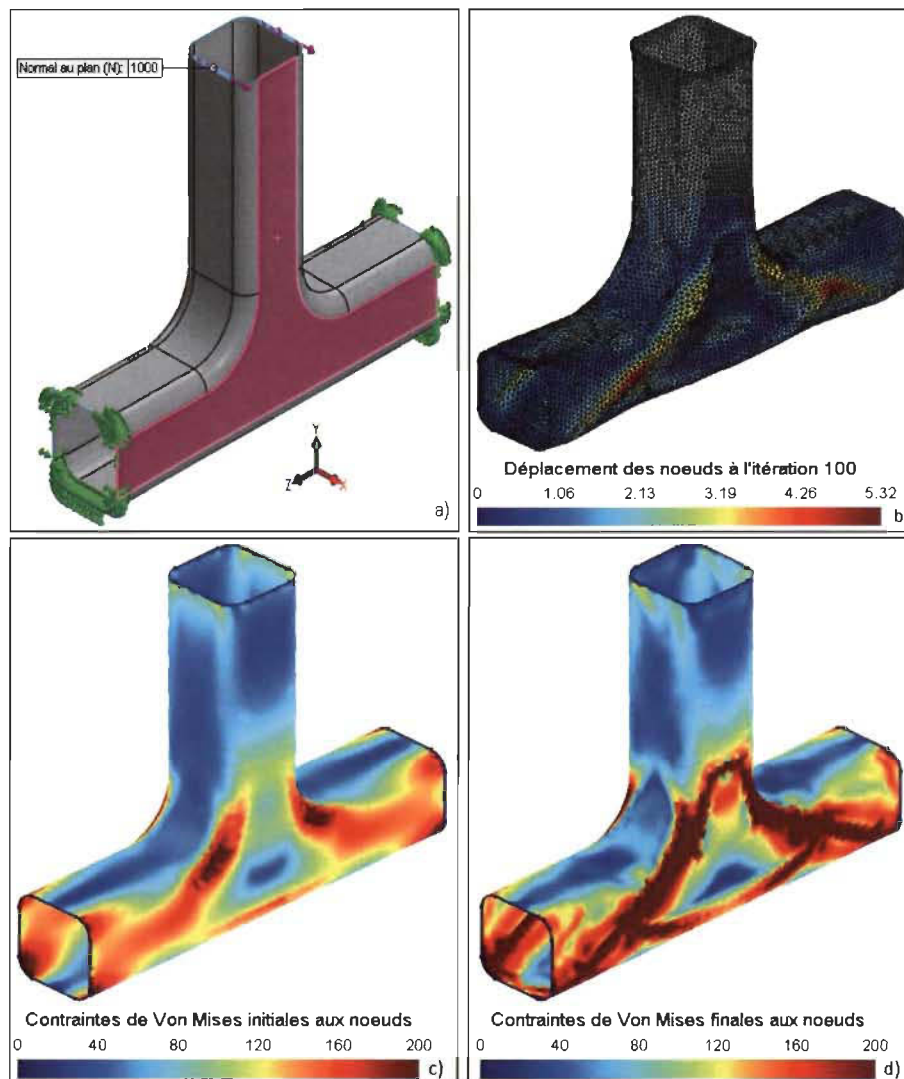 Normal au plan (N): 1000
Y
Z
X
a)
Déplacement des noeuds à l'itération 100
0 1.06 2.13 3.19 4.26 5.32
b)
Contraintes de Von Mises initiales aux noeuds
0 40 80 120 160 200
c)
Contraintes de Von Mises finales aux noeuds
0 40 80 120 160 200
d)